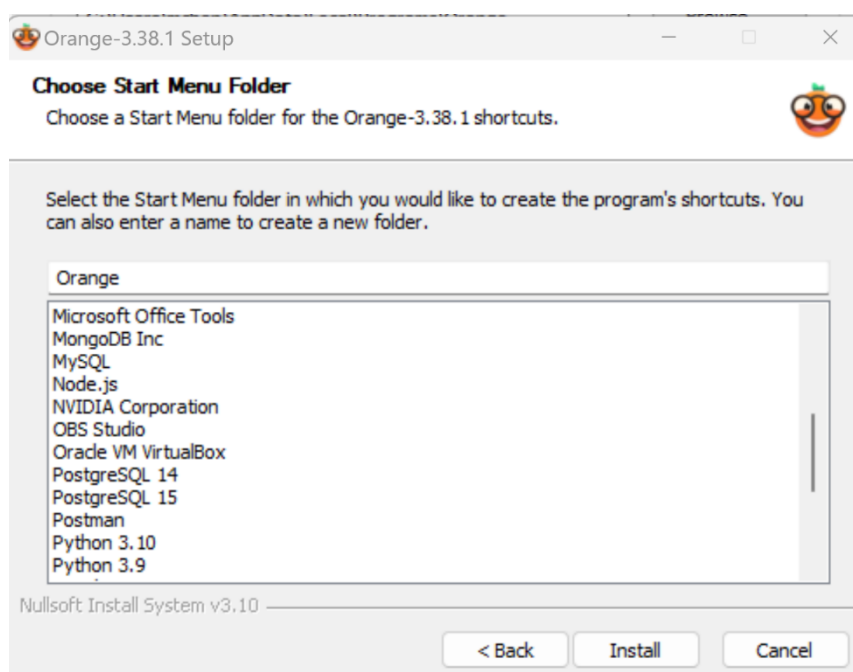 Orange-3.38.1 Setup
Choose Start Menu Folder
Choose a Start Menu folder for the Orange-3.38.1 shortcuts.
Select the Start Menu folder in which you would like to create the program's shortcuts. You
can also enter a name to create a new folder.
Orange
Microsoft Office Tools
MongoDB Inc
MySQL
Node.js
NVIDIA Corporation
OBS Studio
Oracle VM VirtualBox
PostgreSQL 14
PostgreSQL 15
Postman
Python 3.10
Python 3.9
Nullsoft Install System v3.10
< Back
Install
Cancel